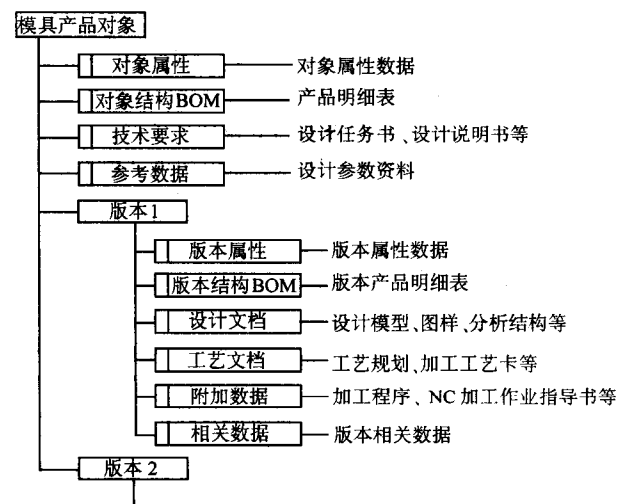 模具产品对象
对象属性 对象属性数据
对象结构BOM 产品明细表
技术要求 设计任务书、设计说明书等
参考数据 设计参数资料
版本1
版本属性 版本属性数据
版本结构BOM 版本产品明细表
设计文档 设计模型、图样、分析结构等
工艺文档 工艺规划、加工工艺卡等
附加数据 加工程序、NC加工作业指导书等
相关数据 版本相关数据
版本2